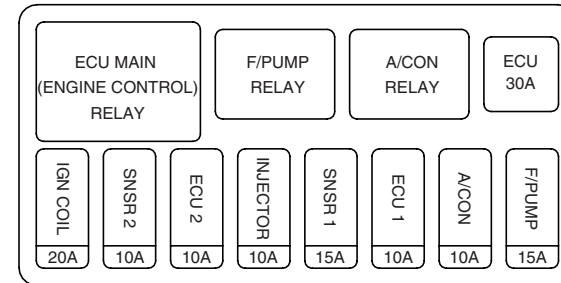 ECU MAIN
(ENGINE CONTROL)
RELAY
F/PUMP
RELAY
A/CON
RELAY
ECU
30A
IGN COIL
20A
SNSR 2
10A
ECU 2
10A
INJECTOR
10A
SNSR 1
15A
ECU 1
10A
A/CON
10A
F/PUMP
15A